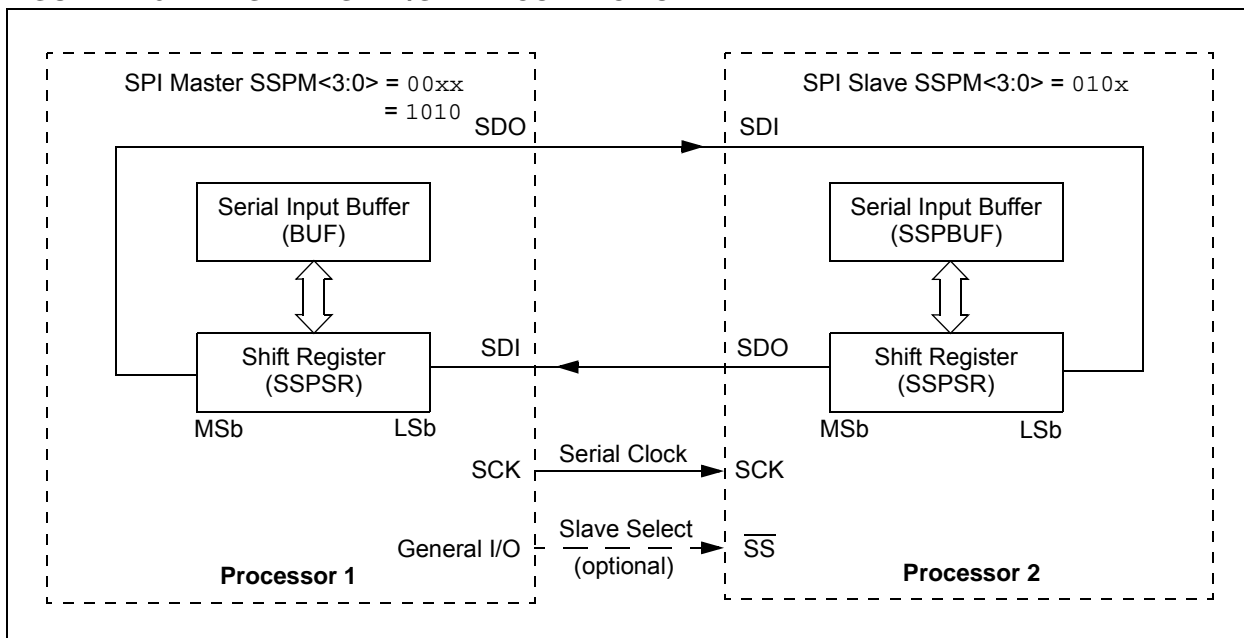 SPI Master SSPM<3:0> = 00xx
= 1010
SDO
Serial Input Buffer
(BUF)
Shift Register
(SSPSR)
MSb
LSb
SDI
SCK
General I/O
Processor 1
Serial Clock
Slave Select
(optional)
SPI Slave SSPM<3:0> = 010x
SDI
Serial Input Buffer
(SSPBUF)
SDO
Shift Register
(SSPSR)
MSb
LSb
SCK
SS
Processor 2